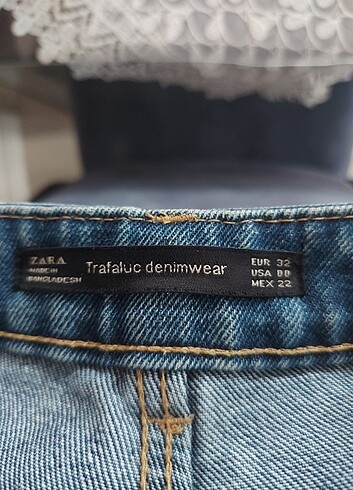 ZARA
MADE IN
BANGLADESH
Trafaluc denimwear
EUR 32
USA 00
MEX 22